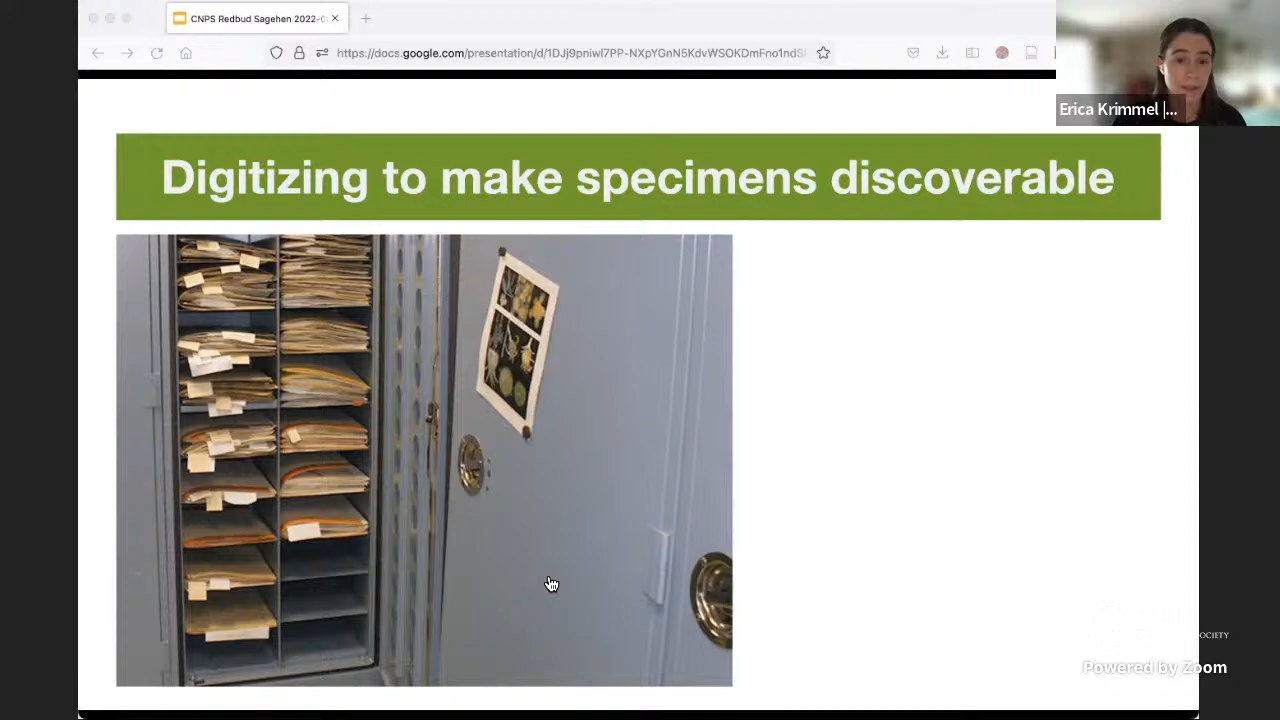 CNPS Redbud Sagehen 2022-0
https://docs.google.com/presentation/d/1DJj9pniwl7PP-NXpYGnN5KdvWSOKDmFno1ndS
Erica Krimmel |...
Digitizing to make specimens discoverable
OCIETY
Powered by Zoom